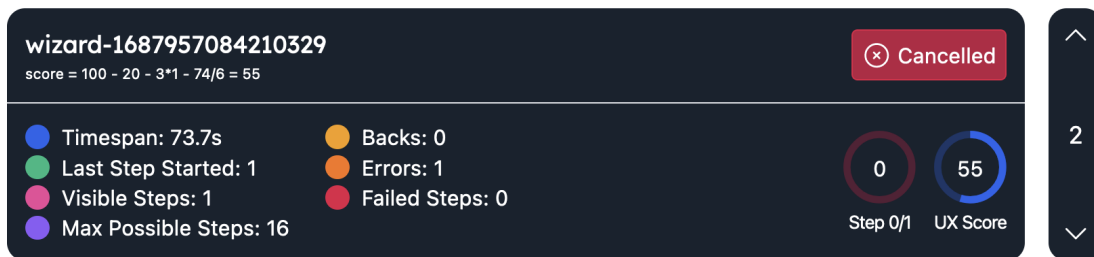 wizard-1687957084210329
score = 100 - 20 - 3*1 - 74/6 = 55
Cancelled
Timespan: 73.7s
Last Step Started: 1
Visible Steps: 1
Max Possible Steps: 16
Backs: 0
Errors: 1
Failed Steps: 0
0
Step 0/1
55
UX Score
2